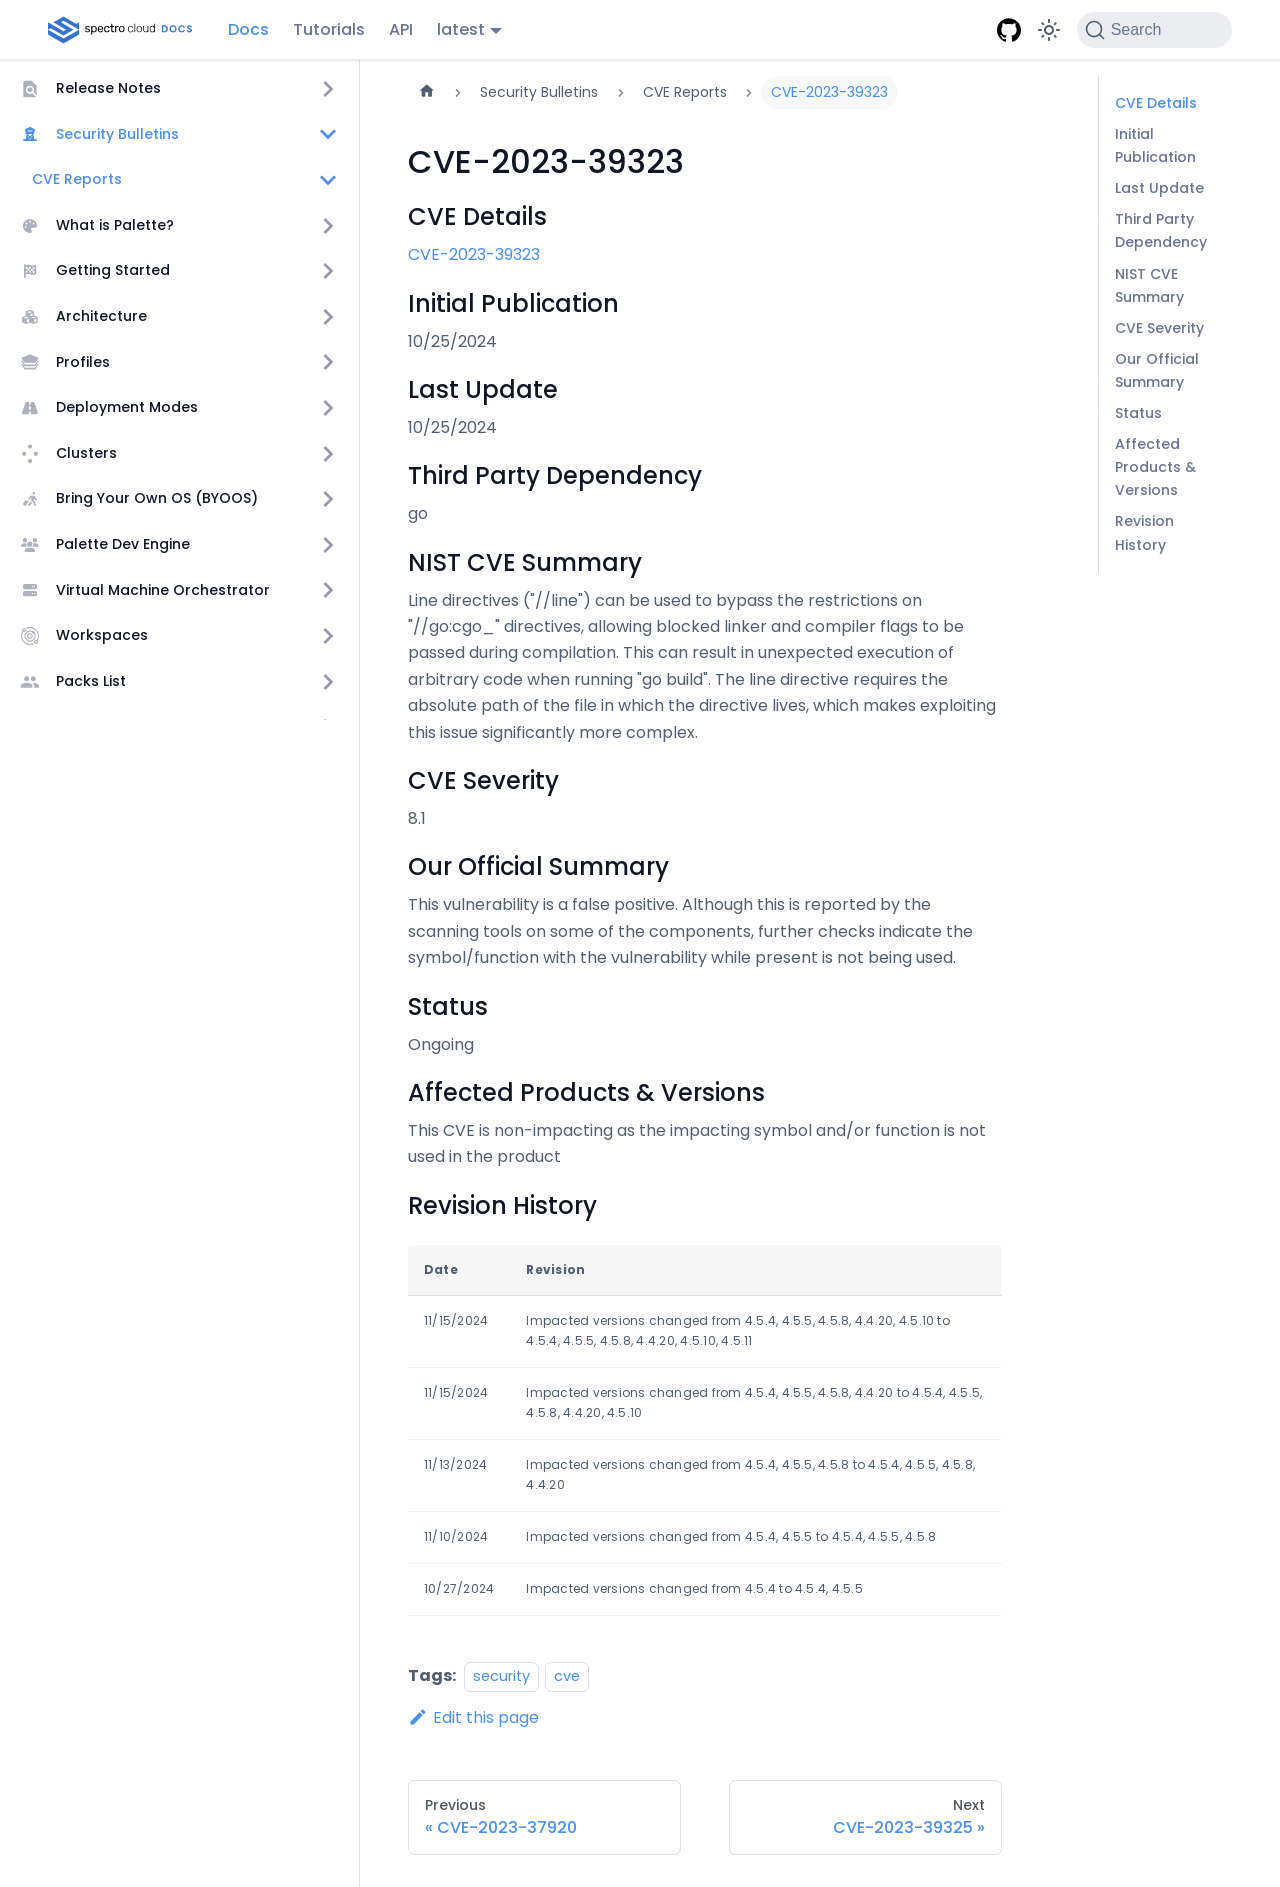 spectro cloud DOCS Docs Tutorials API latest Search
Release Notes
Security Bulletins
CVE Reports
What is Palette?
Getting Started
Architecture
Profiles
Deployment Modes
Clusters
Bring Your Own OS (BYOOS)
Palette Dev Engine
Virtual Machine Orchestrator
Workspaces
Packs List
Security Bulletins CVE Reports CVE-2023-39323
CVE-2023-39323
CVE Details
CVE-2023-39323
Initial Publication
10/25/2024
Last Update
10/25/2024
Third Party Dependency
go
NIST CVE Summary
Line directives ("//line") can be used to bypass the restrictions on
"//go:cgo_" directives, allowing blocked linker and compiler flags to be
passed during compilation. This can result in unexpected execution of
arbitrary code when running "go build". The line directive requires the
absolute path of the file in which the directive lives, which makes exploiting
this issue significantly more complex.
CVE Severity
8.1
Our Official Summary
This vulnerability is a false positive. Although this is reported by the
scanning tools on some of the components, further checks indicate the
symbol/function with the vulnerability while present is not being used.
Status
Ongoing
Affected Products & Versions
This CVE is non-impacting as the impacting symbol and/or function is not
used in the product
Revision History
Date Revision
11/15/2024 Impacted versions changed from 4.5.4, 4.5.5, 4.5.8, 4.4.20, 4.5.10 to
4.5.4, 4.5.5, 4.5.8, 4.4.20, 4.5.10, 4.5.11
11/15/2024 Impacted versions changed from 4.5.4, 4.5.5, 4.5.8, 4.4.20 to 4.5.4, 4.5.5,
4.5.8, 4.4.20, 4.5.10
11/13/2024 Impacted versions changed from 4.5.4, 4.5.5, 4.5.8 to 4.5.4, 4.5.5, 4.5.8,
4.4.20
11/10/2024 Impacted versions changed from 4.5.4, 4.5.5 to 4.5.4, 4.5.5, 4.5.8
10/27/2024 Impacted versions changed from 4.5.4 to 4.5.4, 4.5.5
Tags: security cve
Edit this page
Previous
« CVE-2023-37920
Next
CVE-2023-39325 »
CVE Details
Initial
Publication
Last Update
Third Party
Dependency
NIST CVE
Summary
CVE Severity
Our Official
Summary
Status
Affected
Products &
Versions
Revision
History